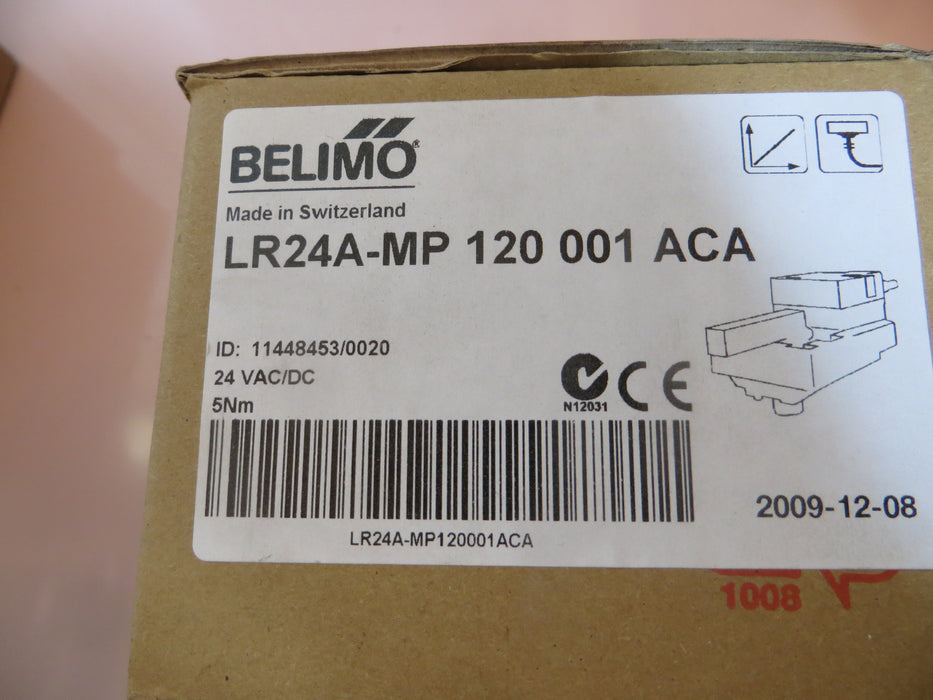 BELIMO®
Made in Switzerland
LR24A-MP 120 001 ACA
ID: 11448453/0020
24 VAC/DC
5Nm
N12031
CE
LR24A-MP120001ACA
2009-12-08
1008